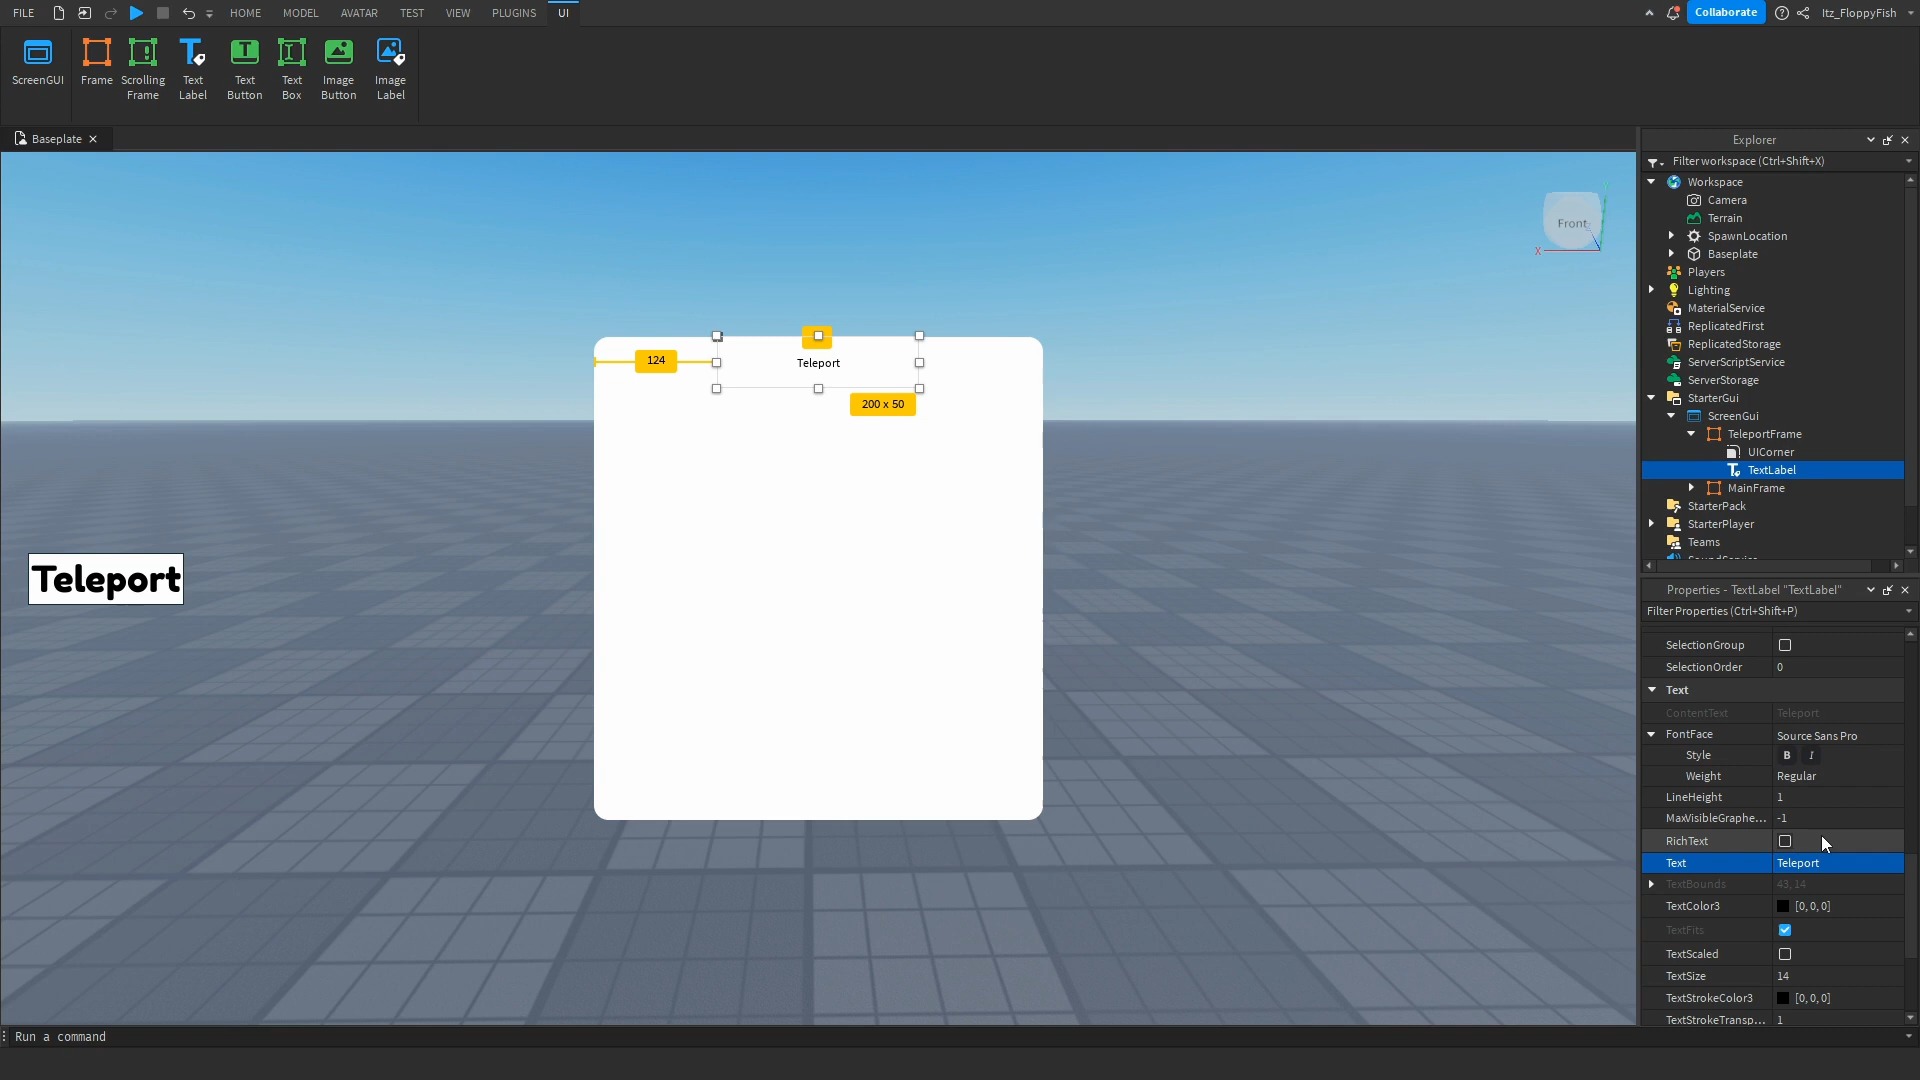 FILE HOME MODEL AVATAR TEST VIEW PLUGINS UI Collaborate Itz_FloppyFish
ScreenGUI Frame Scrolling Frame Text Label Text Button Text Box Image Button Image Label
Baseplate
Front
X
124
Teleport
200 x 50
Teleport
Explorer
Filter workspace (Ctrl+Shift+X)
Workspace
Camera
Terrain
SpawnLocation
Baseplate
Players
Lighting
MaterialService
ReplicatedFirst
ReplicatedStorage
ServerScriptService
ServerStorage
StarterGui
ScreenGui
TeleportFrame
UICorner
TextLabel
MainFrame
StarterPack
StarterPlayer
Teams
SoundService
Properties - TextLabel "TextLabel"
Filter Properties (Ctrl+Shift+P)
SelectionGroup
SelectionOrder 0
Text
ContentText Teleport
FontFace Source Sans Pro
Style B I
Weight Regular
LineHeight 1
MaxVisibleGraphe... -1
RichText
Text Teleport
TextBounds 43, 14
TextColor3 [0, 0, 0]
TextFits
TextScaled
TextSize 14
TextStrokeColor3 [0, 0, 0]
TextStrokeTransp... 1
Run a command